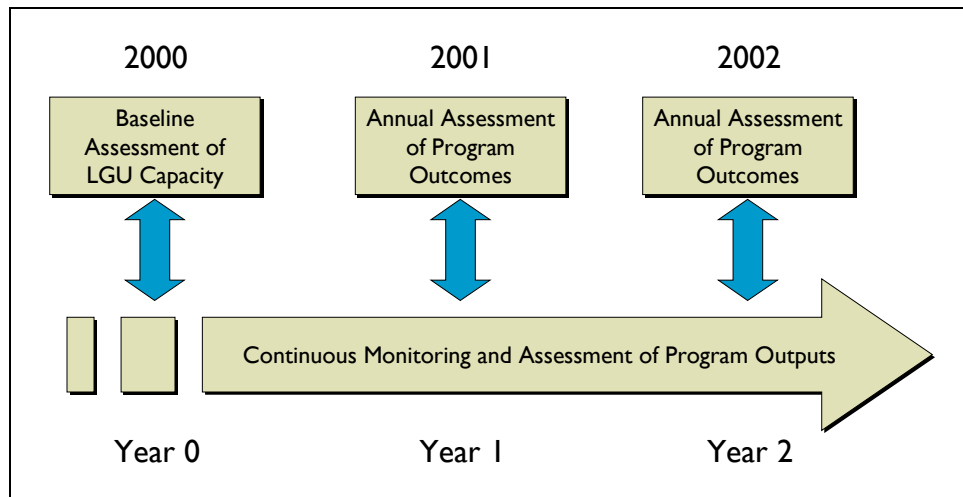 2000
2001
2002
Baseline
Assessment of
LGU Capacity
Annual Assessment
of Program
Outcomes
Annual Assessment
of Program
Outcomes
Continuous Monitoring and Assessment of Program Outputs
Year 0
Year 1
Year 2